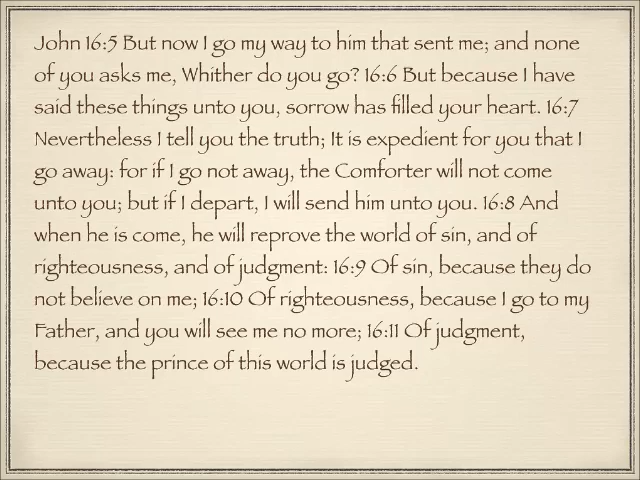 John 16:5 But now I go my way to him that sent me; and none
of you asks me, Whither do you go? 16:6 But because I have
said these things unto you, sorrow has filled your heart. 16:7
Nevertheless I tell you the truth; It is expedient for you that I
go away: for if I go not away, the Comforter will not come
unto you; but if I depart, I will send him unto you. 16:8 And
when he is come, he will reprove the world of sin, and of
righteousness, and of judgment: 16:9 Of sin, because they do
not believe on me; 16:10 Of righteousness, because I go to my
Father, and you will see me no more; 16:11 Of judgment,
because the prince of this world is judged.